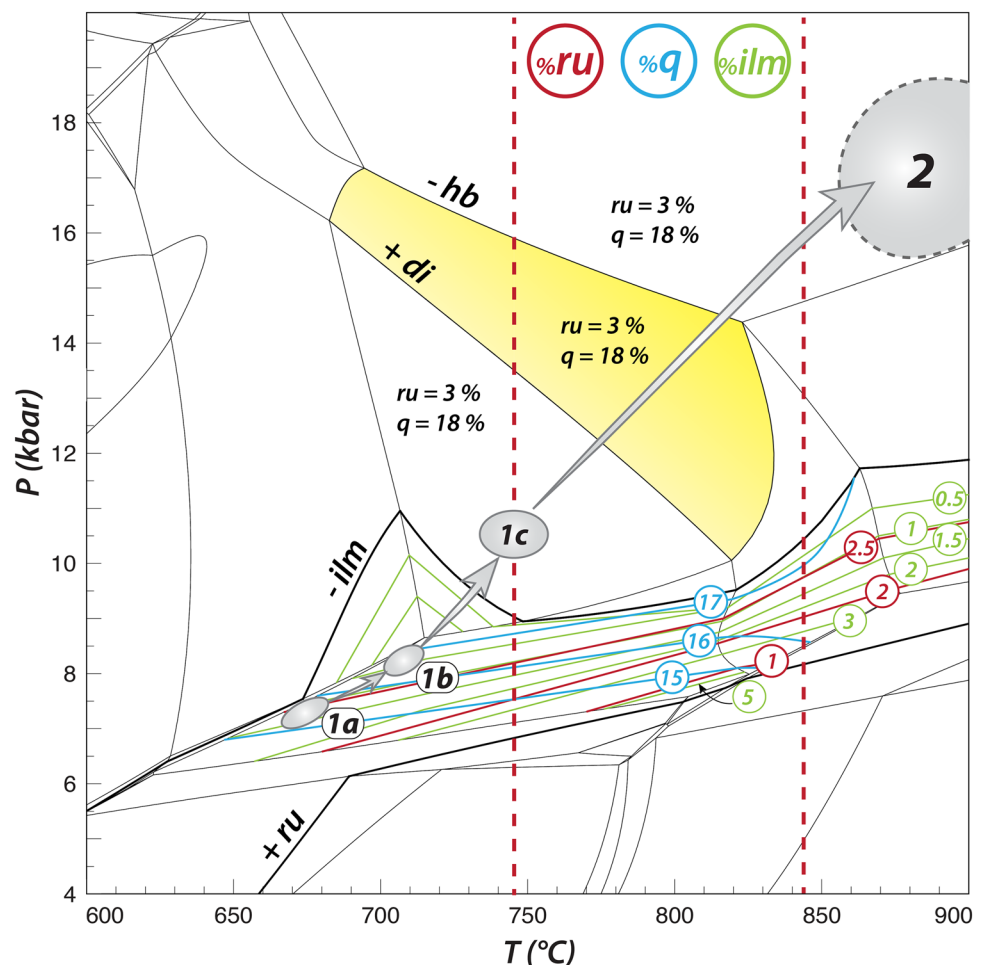 %ru %q %ilm
18
16
14
12
10
8
6
4
P (kbar)
2
- hb
ru = 3 %
q = 18 %
+ di
ru = 3 %
q = 18 %
ru = 3 %
q = 18 %
1c
0.5
1
1.5
2.5
- ilm
2
2
17
3
16
1b
1
15
5
1a
+ ru
600 650 700 750 800 850 900
T (°C)